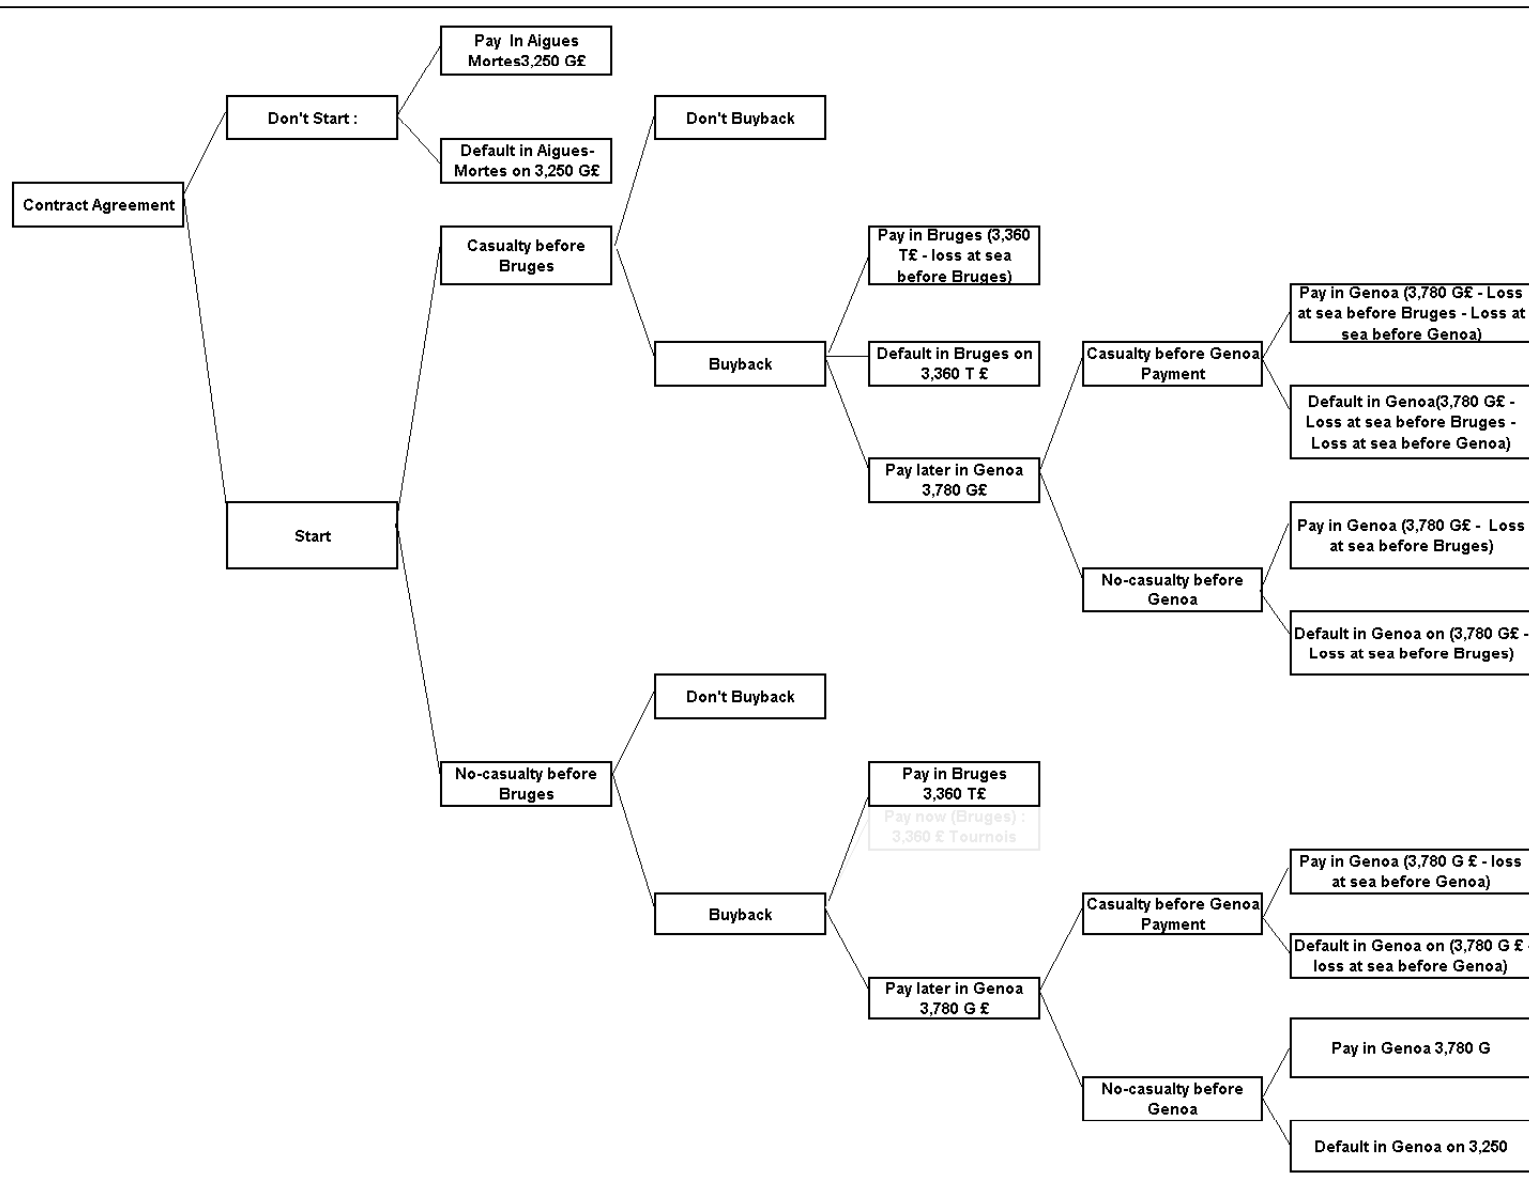 Pay In Aigues
Mortes3,250 G£
Don't Start :
Don't Buyback
Default in Aigues-
Mortes on 3,250 G£
Contract Agreement
Casualty before
Bruges
Pay in Bruges (3,360
T£ - loss at sea
before Bruges)
Pay in Genoa (3,780 G£ - Loss
at sea before Bruges - Loss at
sea before Genoa)
Buyback
Default in Bruges on
3,360 T £
Casualty before Genoa
Payment
Default in Genoa(3,780 G£ -
Loss at sea before Bruges -
Loss at sea before Genoa)
Pay later in Genoa
3,780 G£
Start
Pay in Genoa (3,780 G£ - Loss
at sea before Bruges)
No-casualty before
Genoa
Default in Genoa on (3,780 G£ -
Loss at sea before Bruges)
Don't Buyback
No-casualty before
Bruges
Pay in Bruges
3,360 T£
Pay now (Bruges) :
3,360 £ Tournois
Pay in Genoa (3,780 G £ - loss
at sea before Genoa)
Buyback
Casualty before Genoa
Payment
Default in Genoa on (3,780 G £ -
loss at sea before Genoa)
Pay later in Genoa
3,780 G £
Pay in Genoa 3,780 G
No-casualty before
Genoa
Default in Genoa on 3,250